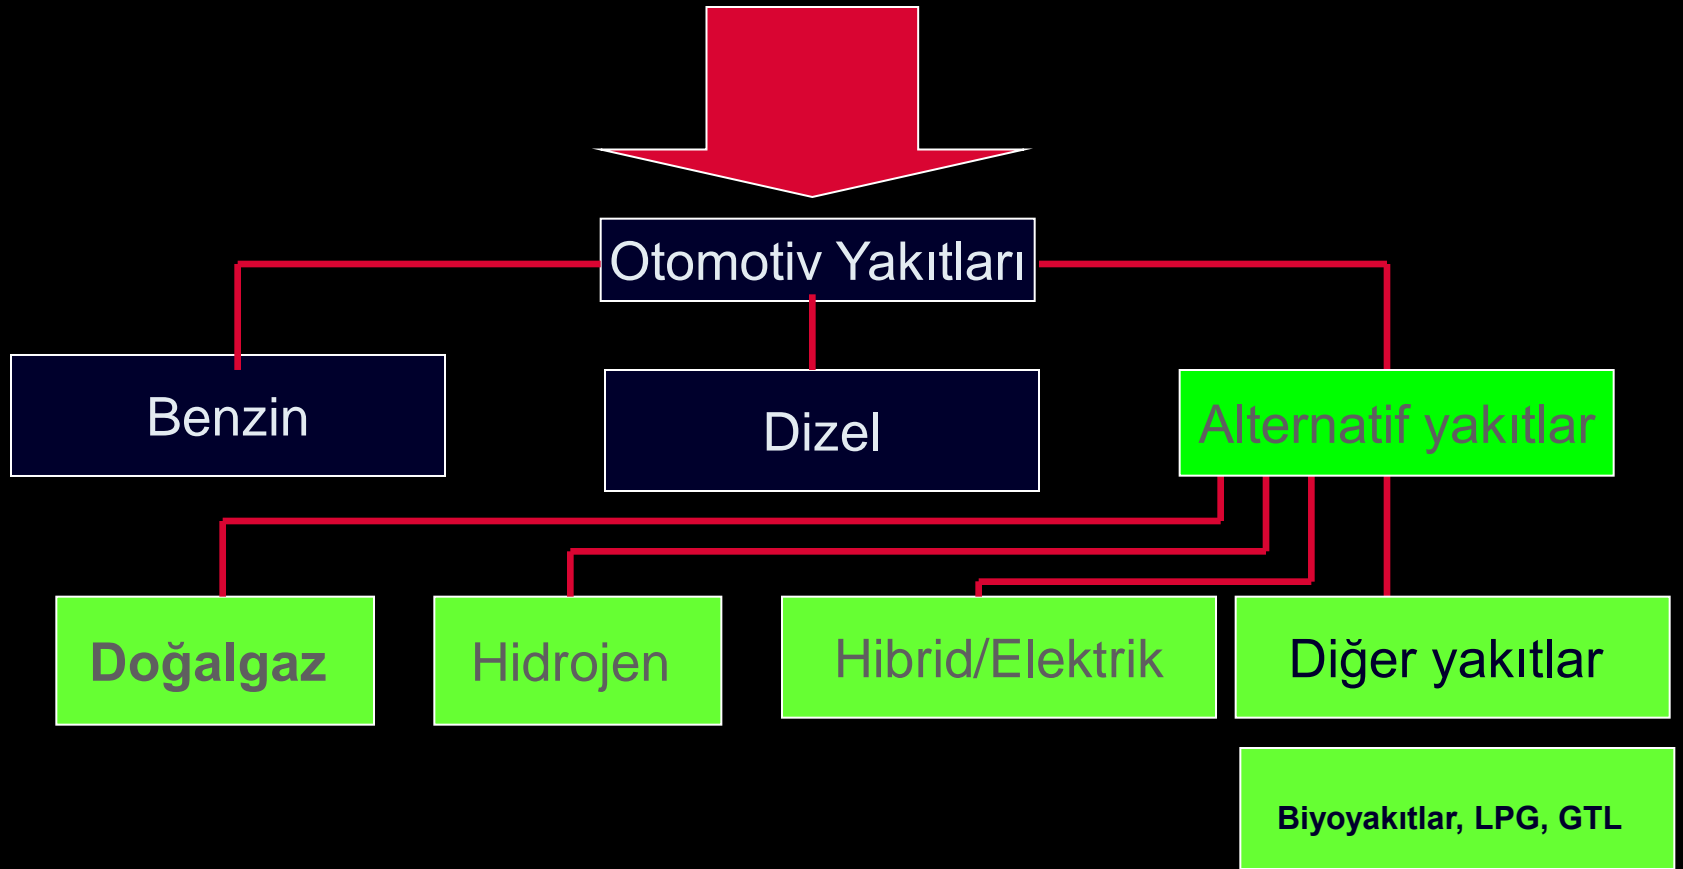 Otomotiv Yakıtları
Benzin
Dizel
Alternatif yakıtlar
Doğalgaz
Hidrojen
Hibrid/Elektrik
Diğer yakıtlar
Biyoyakıtlar, LPG, GTL